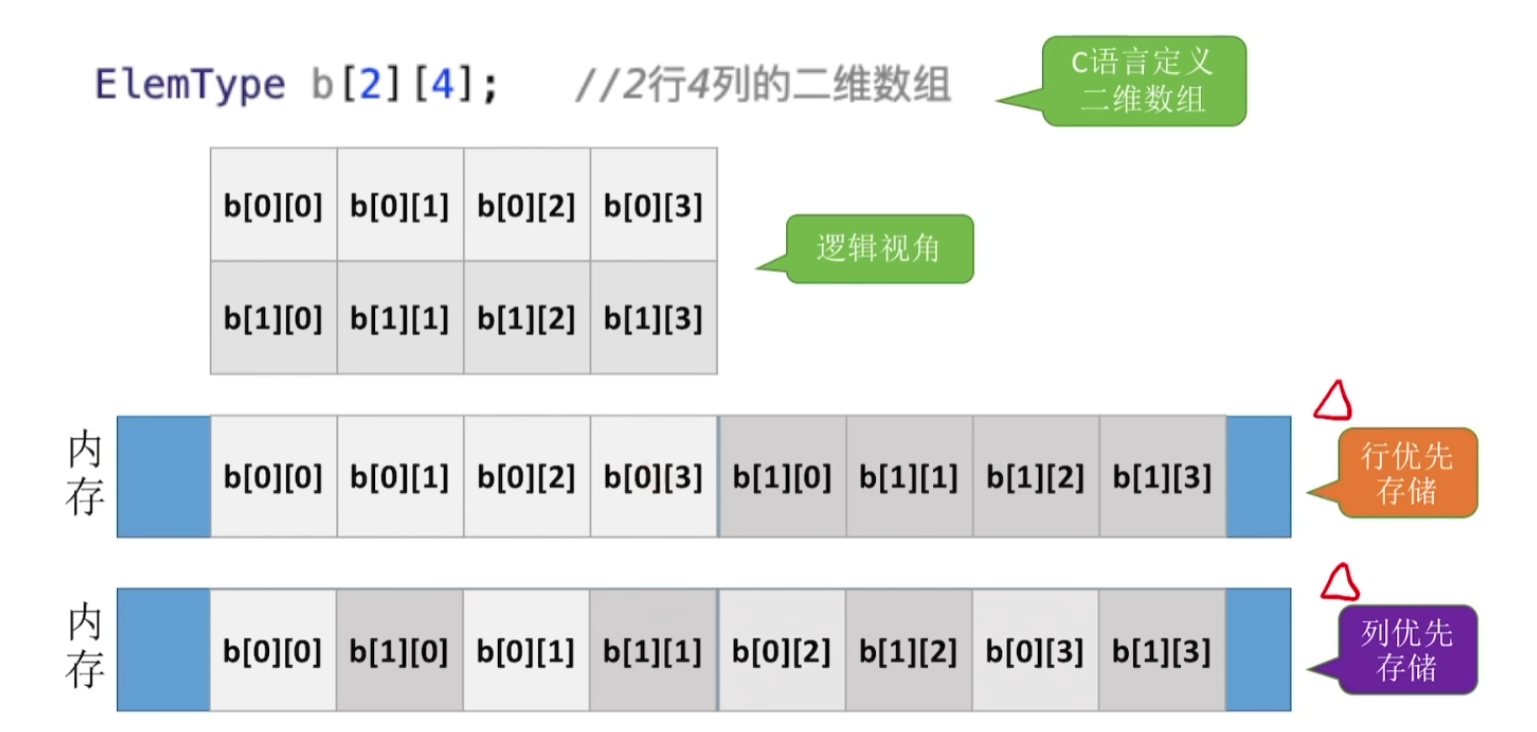 ElemType b[2][4]; //2行4列的二维数组
C语言定义
二维数组
b[0][0] b[0][1] b[0][2] b[0][3]
逻辑视角
b[1][0] b[1][1] b[1][2] b[1][3]
内存
b[0][0] b[0][1] b[0][2] b[0][3] b[1][0] b[1][1] b[1][2] b[1][3]
行优先
存储
内存
b[0][0] b[1][0] b[0][1] b[1][1] b[0][2] b[1][2] b[0][3] b[1][3]
列优先
存储